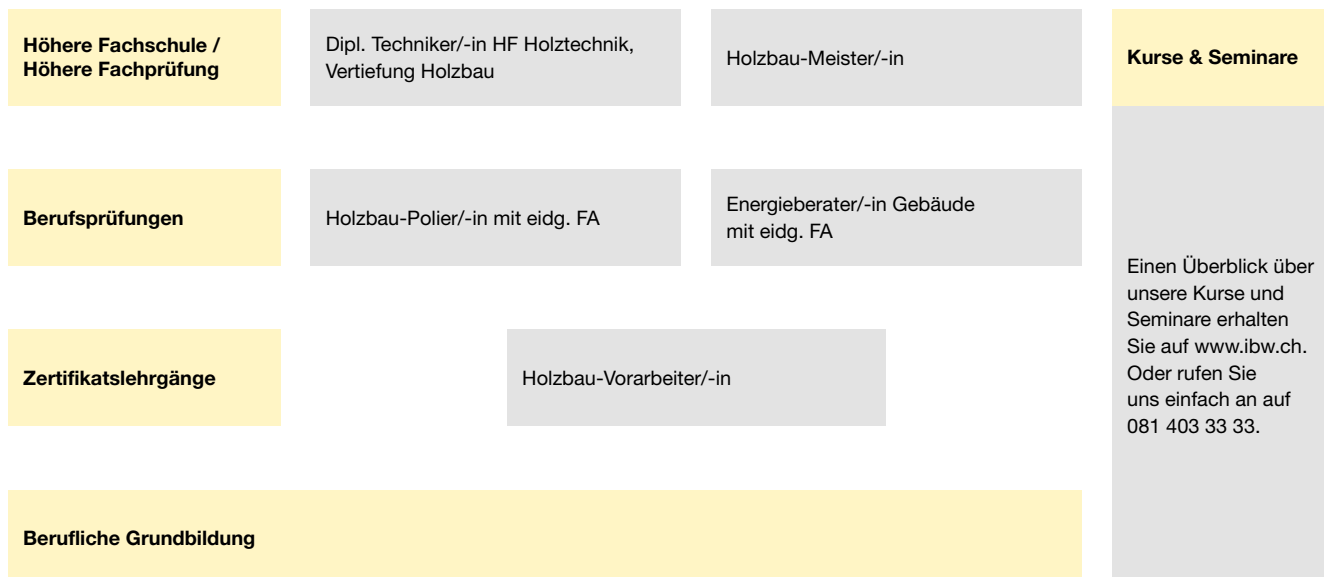 Höhere Fachschule /
Höhere Fachprüfung
Dipl. Techniker/-in HF Holztechnik,
Vertiefung Holzbau
Holzbau-Meister/-in
Kurse & Seminare
Berufsprüfungen
Holzbau-Polier/-in mit eidg. FA
Energieberater/-in Gebäude
mit eidg. FA
Zertifikatslehrgänge
Holzbau-Vorarbeiter/-in
Einen Überblick über
unsere Kurse und
Seminare erhalten
Sie auf www.ibw.ch.
Oder rufen Sie
uns einfach an auf
081 403 33 33.
Berufliche Grundbildung